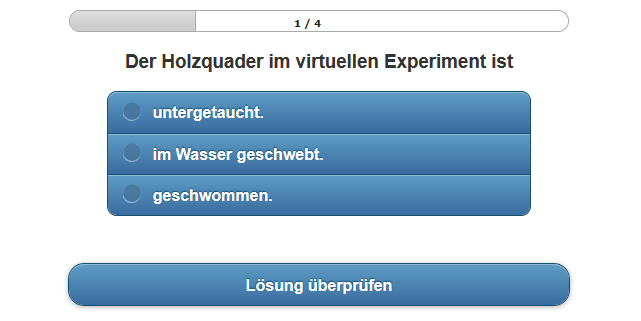 1 / 4
Der Holzquader im virtuellen Experiment ist
untergetaucht.
im Wasser geschwebt.
geschwommen.
Lösung überprüfen